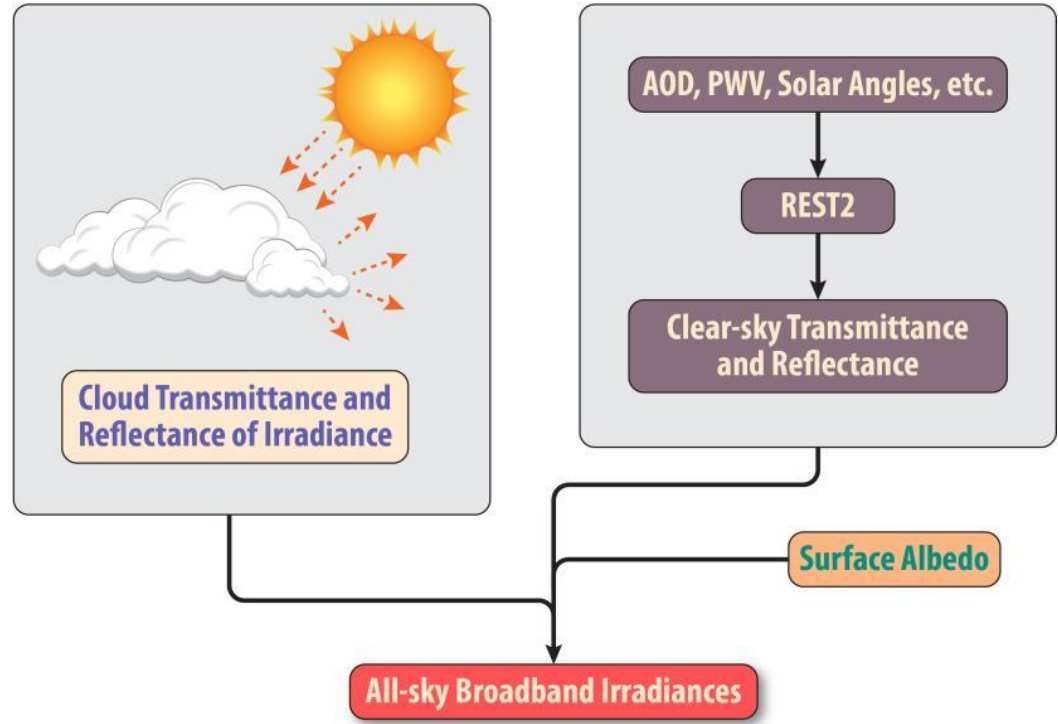 Cloud Transmittance and
Reflectance of Irradiance
AOD, PWV, Solar Angles, etc.
REST2
Clear-sky Transmittance
and Reflectance
Surface Albedo
All-sky Broadband Irradiances